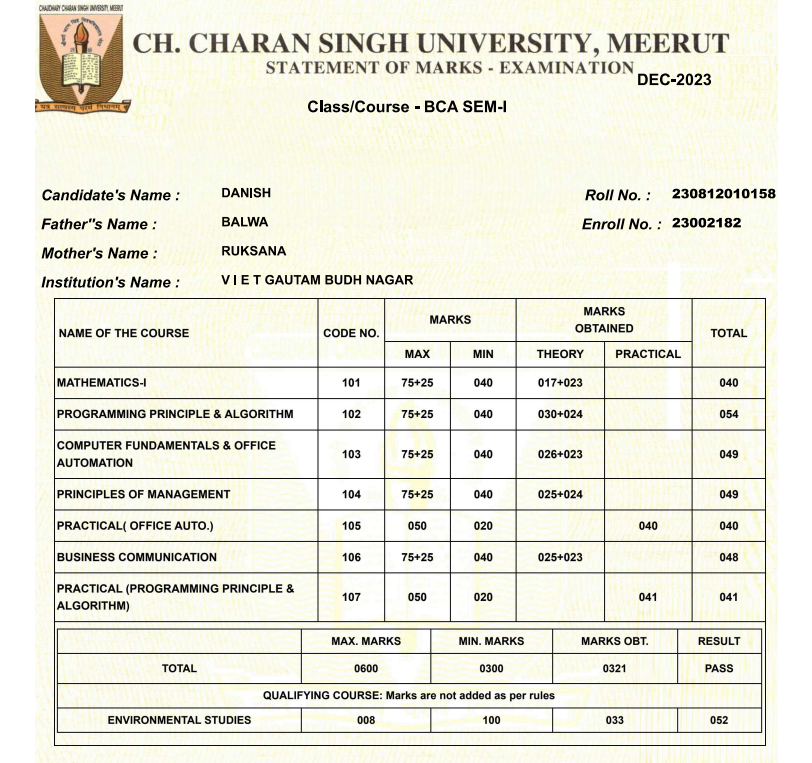 CHAUDHARY CHARAN SINGH UNIVERSITY, MEERUT
CH. CHARAN SINGH UNIVERSITY, MEERUT
STATEMENT OF MARKS - EXAMINATION DEC-2023
Class/Course - BCA SEM-I
Candidate's Name : DANISH Roll No. : 230812010158
Father"s Name : BALWA Enroll No. : 23002182
Mother's Name : RUKSANA
Institution's Name : V I E T GAUTAM BUDH NAGAR
NAME OF THE COURSE CODE NO. MARKS MARKS OBTAINED TOTAL
MAX MIN THEORY PRACTICAL
MATHEMATICS-I 101 75+25 040 017+023 040
PROGRAMMING PRINCIPLE & ALGORITHM 102 75+25 040 030+024 054
COMPUTER FUNDAMENTALS & OFFICE
AUTOMATION 103 75+25 040 026+023 049
PRINCIPLES OF MANAGEMENT 104 75+25 040 025+024 049
PRACTICAL( OFFICE AUTO.) 105 050 020 040 040
BUSINESS COMMUNICATION 106 75+25 040 025+023 048
PRACTICAL (PROGRAMMING PRINCIPLE &
ALGORITHM) 107 050 020 041 041
MAX. MARKS MIN. MARKS MARKS OBT. RESULT
TOTAL 0600 0300 0321 PASS
QUALIFYING COURSE: Marks are not added as per rules
ENVIRONMENTAL STUDIES 008 100 033 052